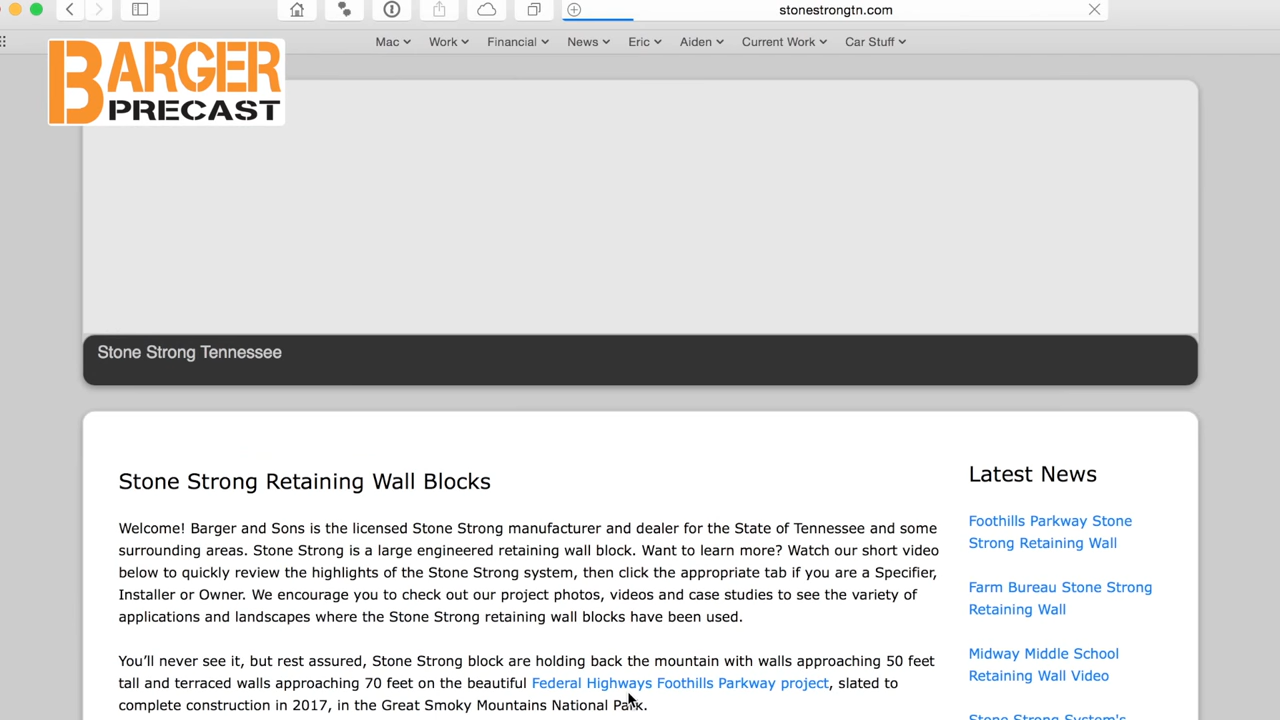 stonestrongtn.com
Mac Work Financial News Eric Aiden Current Work Car Stuff
BARGER
PRECAST
Stone Strong Tennessee
Stone Strong Retaining Wall Blocks
Welcome! Barger and Sons is the licensed Stone Strong manufacturer and dealer for the State of Tennessee and some
surrounding areas. Stone Strong is a large engineered retaining wall block. Want to learn more? Watch our short video
below to quickly review the highlights of the Stone Strong system, then click the appropriate tab if you are a Specifier,
Installer or Owner. We encourage you to check out our project photos, videos and case studies to see the variety of
applications and landscapes where the Stone Strong retaining wall blocks have been used.
You’ll never see it, but rest assured, Stone Strong block are holding back the mountain with walls approaching 50 feet
tall and terraced walls approaching 70 feet on the beautiful Federal Highways Foothills Parkway project, slated to
complete construction in 2017, in the Great Smoky Mountains National Park.
Latest News
Foothills Parkway Stone
Strong Retaining Wall
Farm Bureau Stone Strong
Retaining Wall
Midway Middle School
Retaining Wall Video
Stone Strong System's